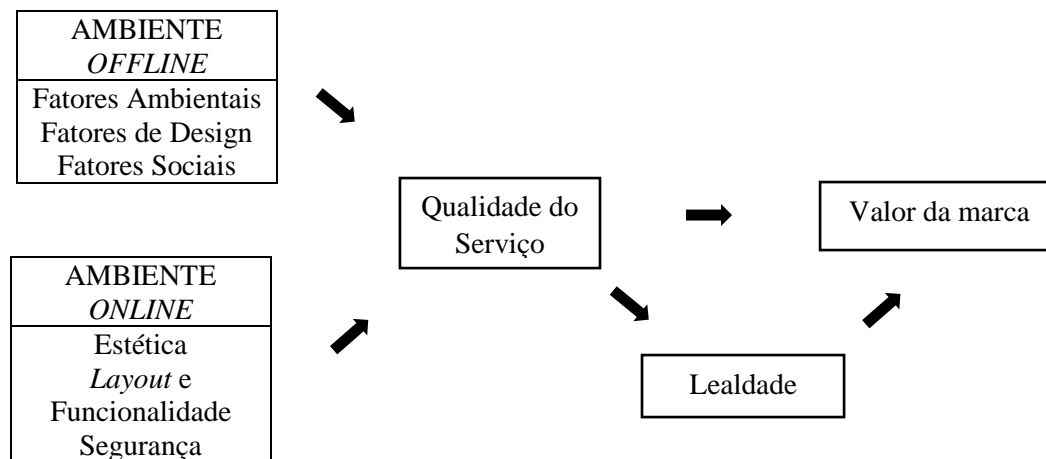 AMBIENTE
OFFLINE
Fatores Ambientais
Fatores de Design
Fatores Sociais
Qualidade do
Serviço
Valor da marca
AMBIENTE
ONLINE
Estética
Layout e
Funcionalidade
Segurança
Lealdade